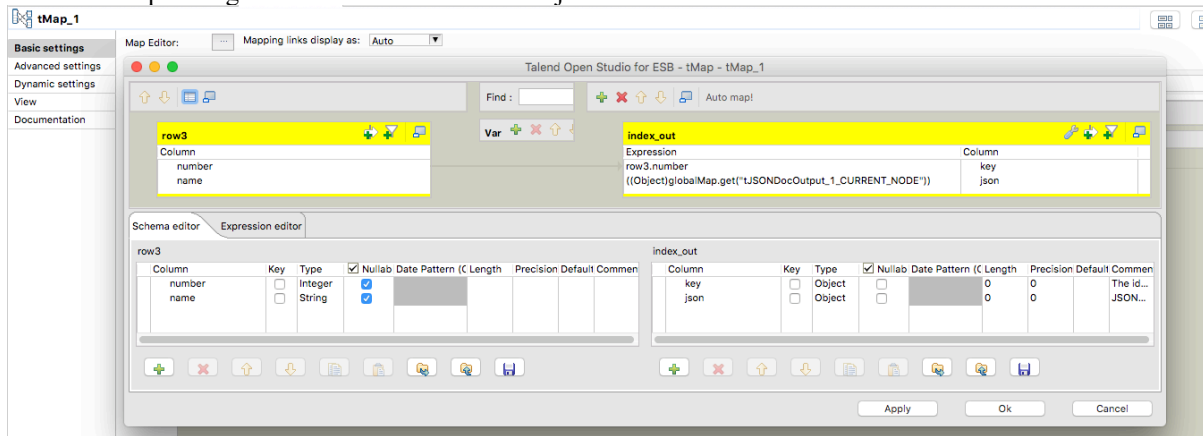 tMap_1
Basic settings
Advanced settings
Dynamic settings
View
Documentation
Map Editor: ... Mapping links display as: Auto
Talend Open Studio for ESB - tMap - tMap_1
Find :
Auto map!
row3
Column
number
name
Var
index_out
Expression Column
row3.number key
((Object)globalMap.get("tJSONDocOutput_1_CURRENT_NODE")) json
Schema editor Expression editor
row3
Column Key Type Nullab Date Pattern (C Length Precision Default Commen
number Integer
name String
index_out
Column Key Type Nullab Date Pattern (C Length Precision Default Commen
key Object 0 0 The id...
json Object 0 0 JSON...
Apply Ok Cancel